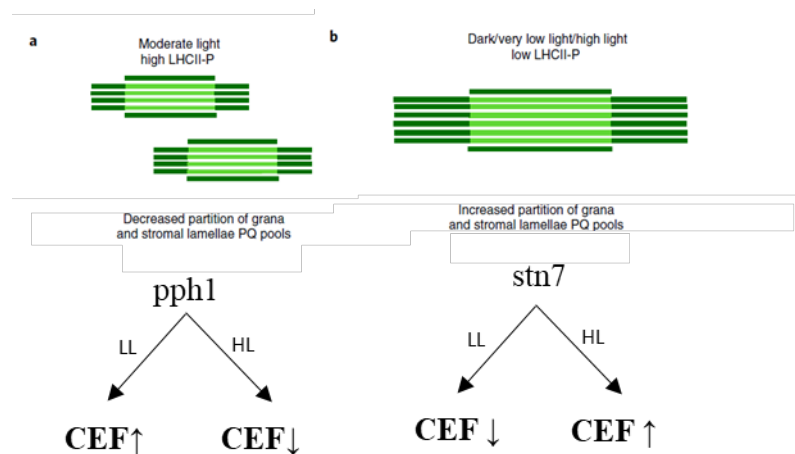 a
Moderate light
high LHCII-P
b
Dark/very low light/high light
low LHCII-P
Decreased partition of grana
and stromal lamellae PQ pools
Increased partition of grana
and stromal lamellae PQ pools
pph1
stn7
LL
HL
LL
HL
CEF↑
CEF↓
CEF ↓
CEF ↑